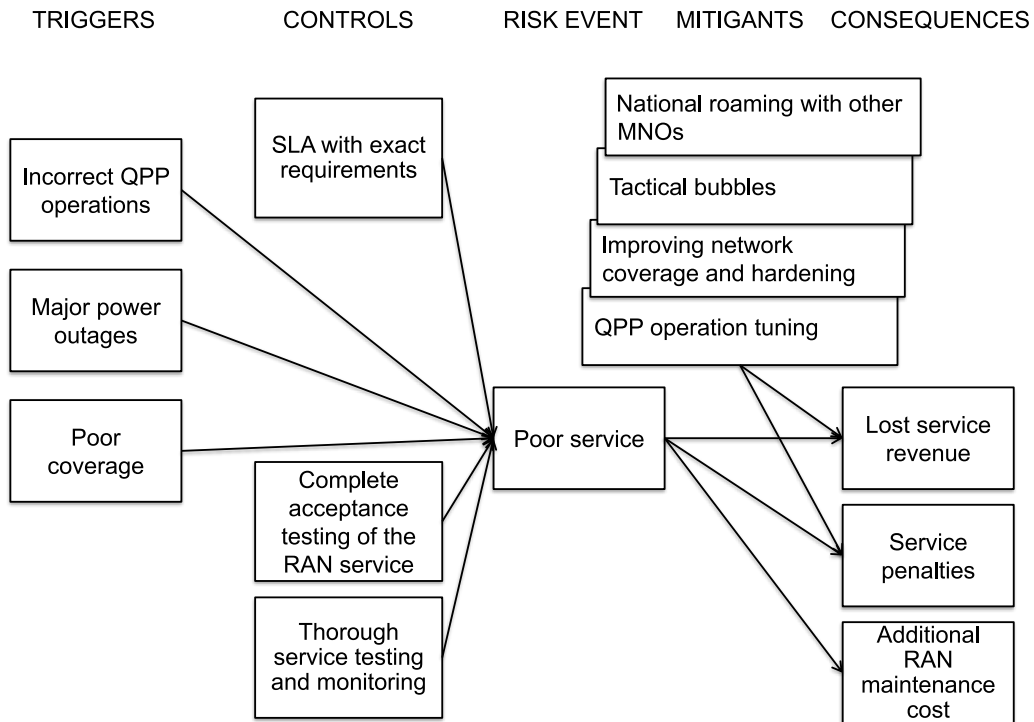 TRIGGERS
CONTROLS
RISK EVENT
MITIGANTS
CONSEQUENCES
Incorrect QPP
operations
Major power
outages
Poor
coverage
SLA with exact
requirements
Complete
acceptance
testing of the
RAN service
Thorough
service testing
and monitoring
Poor service
National roaming with other
MNOs
Tactical bubbles
Improving network
coverage and hardening
QPP operation tuning
Lost service
revenue
Service
penalties
Additional
RAN
maintenance
cost